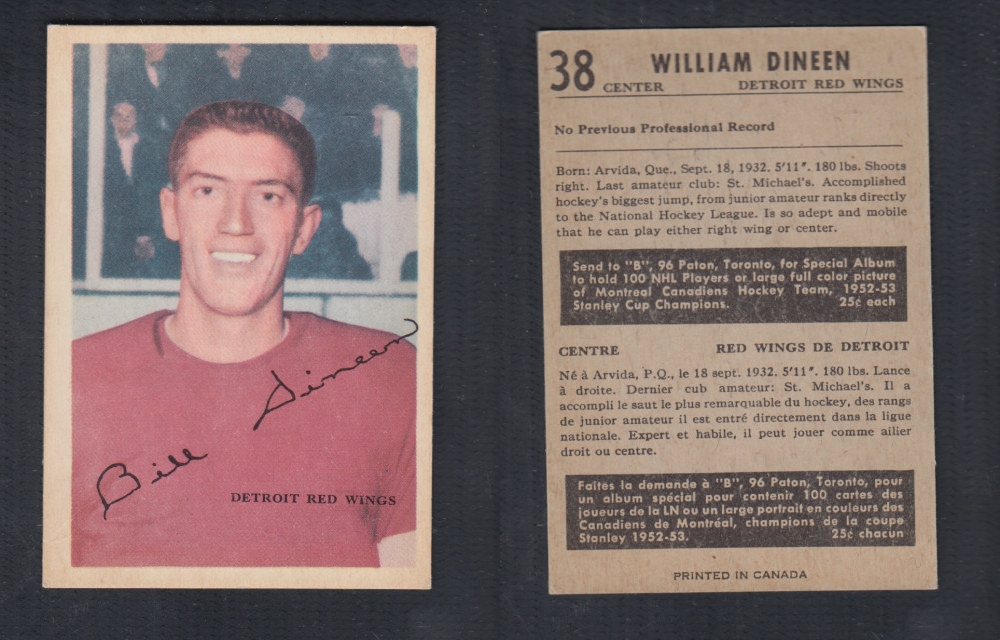 Bill Dineen
DETROIT RED WINGS
38 WILLIAM DINEEN
CENTER DETROIT RED WINGS
No Previous Professional Record
Born: Arvida, Que., Sept. 18, 1932. 5'11". 180 lbs. Shoots
right. Last amateur club: St. Michael's. Accomplished
hockey's biggest jump, from junior amateur ranks directly
to the National Hockey League. Is so adept and mobile
that he can play either right wing or center.
Send to "B", 96 Paton, Toronto, for Special Album
to hold 100 NHL Players or large full color picture
of Montreal Canadiens Hockey Team, 1952-53
Stanley Cup Champions. 25¢ each
CENTRE RED WINGS DE DETROIT
Né à Arvida, P.Q., le 18 sept. 1932. 5'11". 180 lbs. Lance
à droite. Dernier cub amateur: St. Michael's. Il a
accompli le saut le plus remarquable du hockey, des rangs
de junior amateur il est entré directement dans la ligue
nationale. Expert et habile, il peut jouer comme ailier
droit ou centre.
Faites la demande à "B", 96 Paton, Toronto, pour
un album spécial pour contenir 100 cartes des
joueurs de la LN ou un large portrait en couleurs des
Canadiens de Montréal, champions de la coupe
Stanley 1952-53. 25¢ chacun
PRINTED IN CANADA